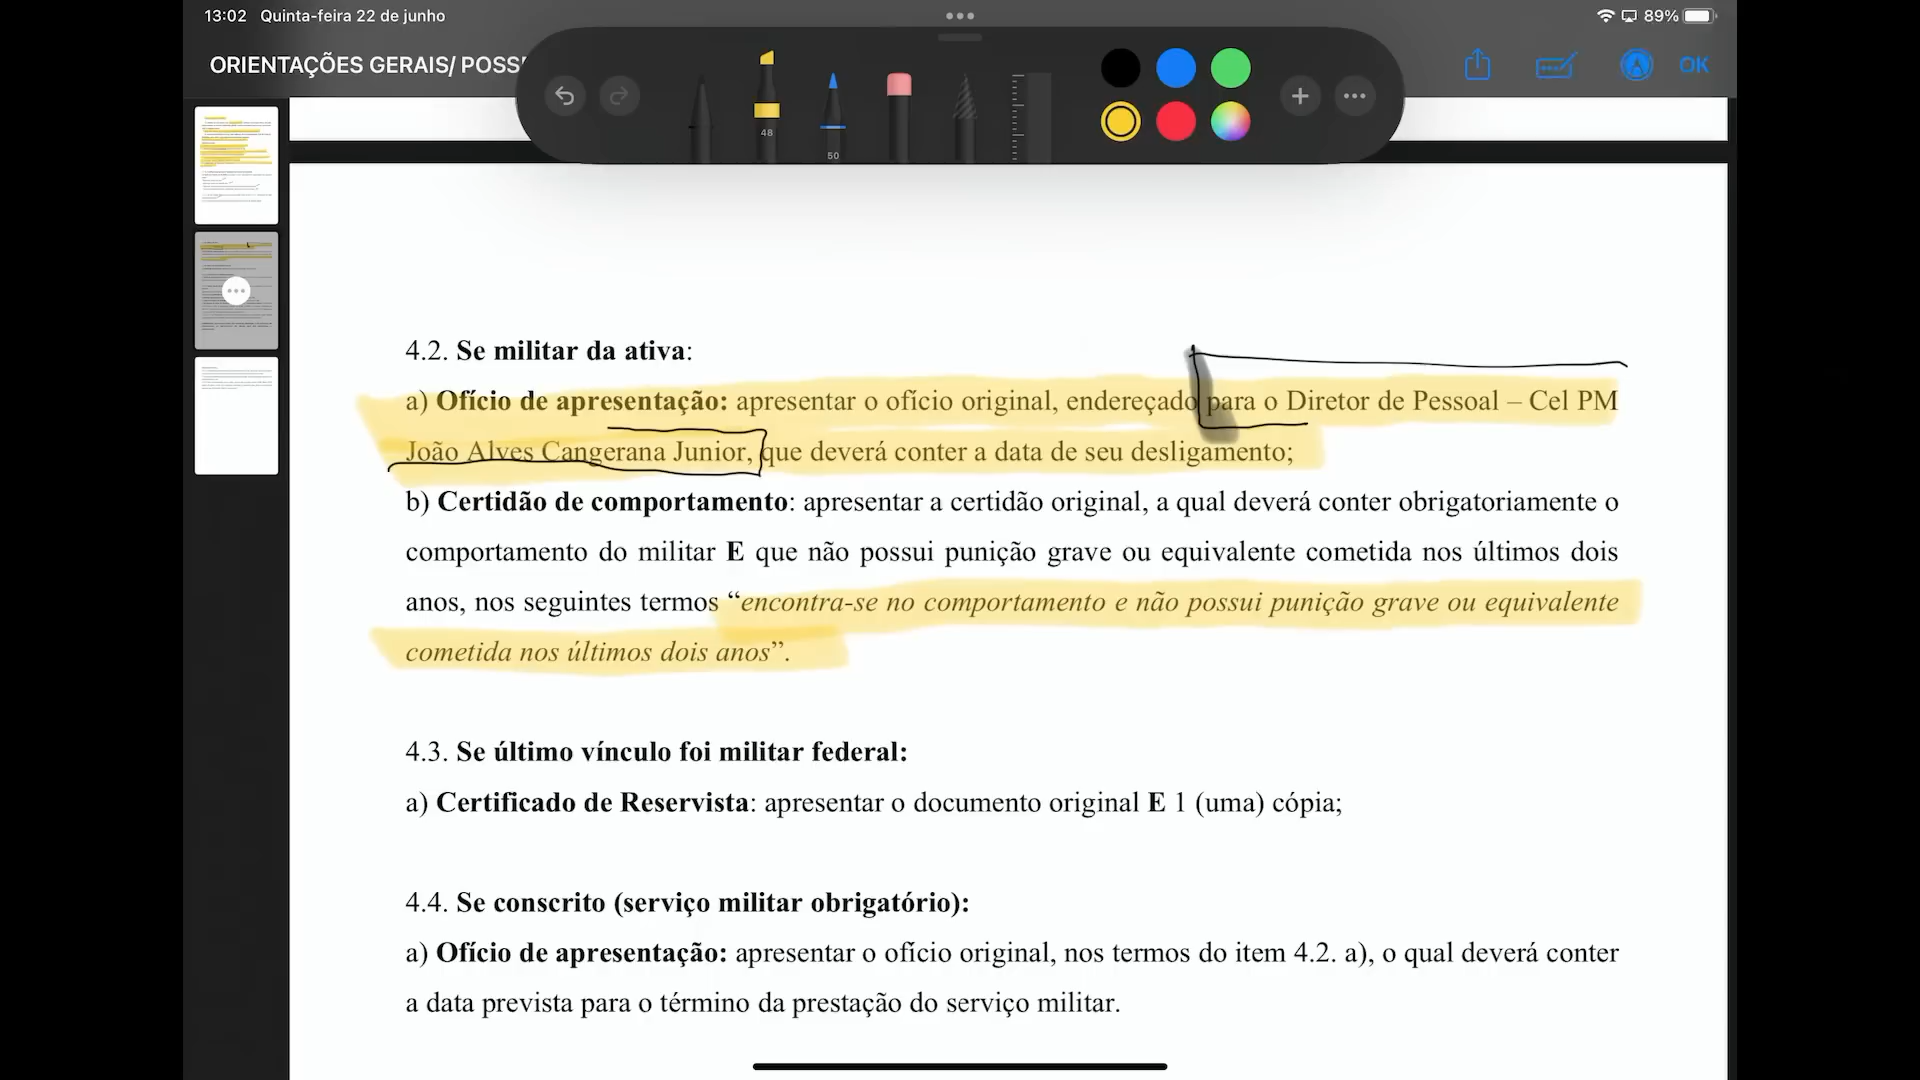 13:02 Quinta-feira 22 de junho
89%
ORIENTAÇÕES GERAIS/ POSS
48
50
OK
4.2. Se militar da ativa:
a) Ofício de apresentação: apresentar o ofício original, endereçado para o Diretor de Pessoal – Cel PM
João Alves Cangerana Junior, que deverá conter a data de seu desligamento;
b) Certidão de comportamento: apresentar a certidão original, a qual deverá conter obrigatoriamente o
comportamento do militar E que não possui punição grave ou equivalente cometida nos últimos dois
anos, nos seguintes termos “encontra-se no comportamento e não possui punição grave ou equivalente
cometida nos últimos dois anos”.
4.3. Se último vínculo foi militar federal:
a) Certificado de Reservista: apresentar o documento original E 1 (uma) cópia;
4.4. Se conscrito (serviço militar obrigatório):
a) Ofício de apresentação: apresentar o ofício original, nos termos do item 4.2. a), o qual deverá conter
a data prevista para o término da prestação do serviço militar.